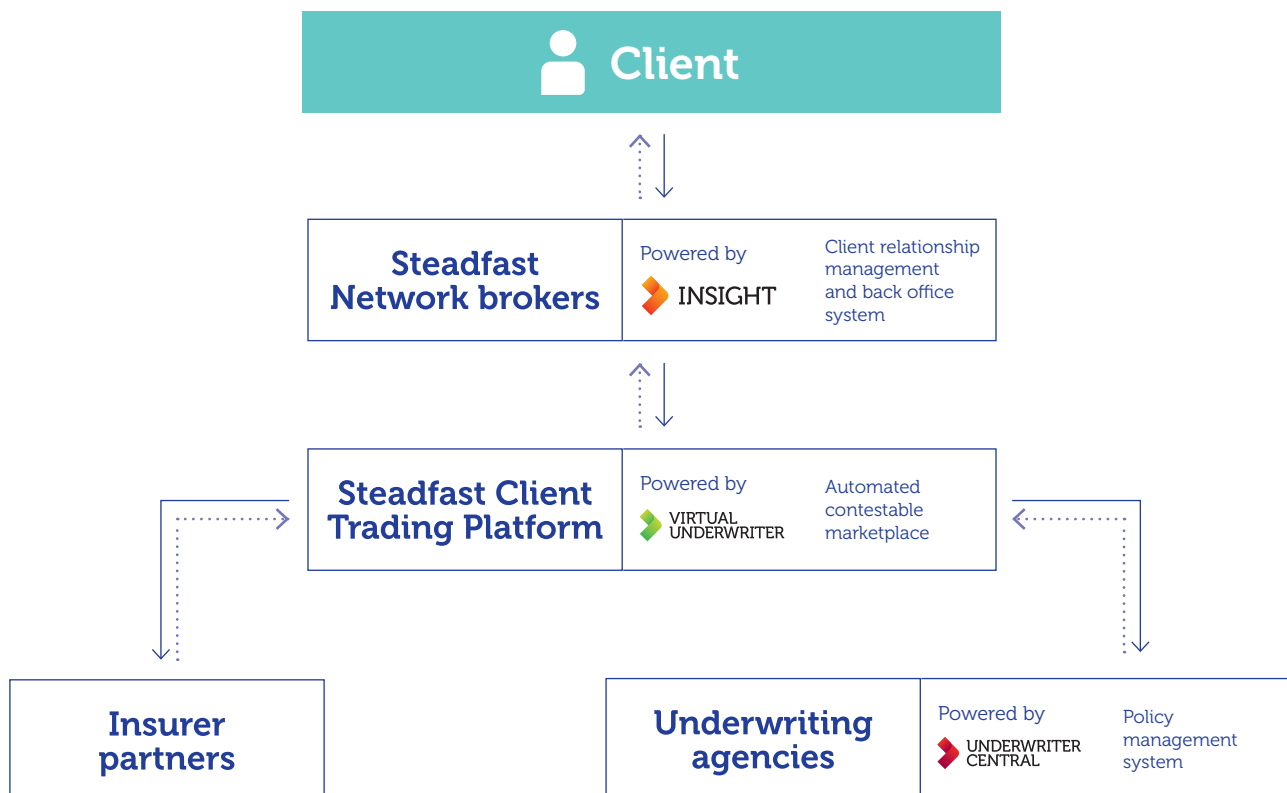 Client
Steadfast
Network brokers
Powered by
INSIGHT
Client relationship
management
and back office
system
Steadfast Client
Trading Platform
Powered by
VIRTUAL
UNDERWRITER
Automated
contestable
marketplace
Insurer
partners
Underwriting
agencies
Powered by
UNDERWRITER
CENTRAL
Policy
management
system